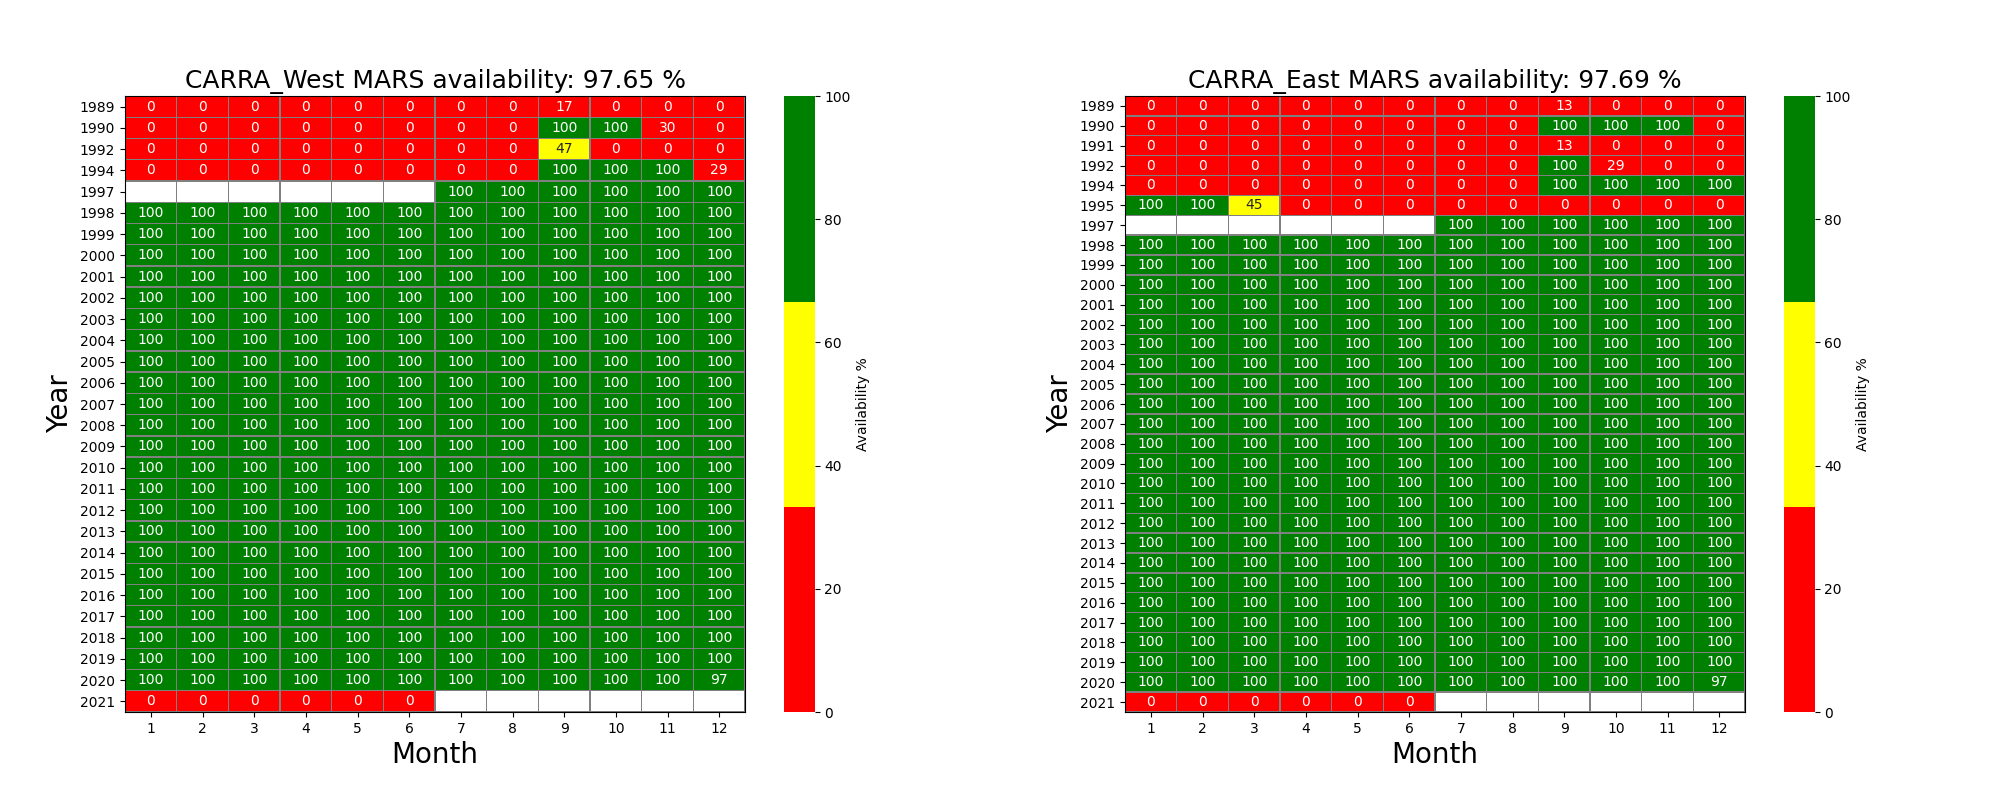 CARRA_West MARS availability: 97.65 %
1989 0 0 0 0 0 0 0 0 17 0 0 0
1990 0 0 0 0 0 0 0 0 100 100 30 0
1992 0 0 0 0 0 0 0 0 47 0 0 0
1994 0 0 0 0 0 0 0 0 100 100 100 29
1997 100 100 100 100 100 100
1998 100 100 100 100 100 100 100 100 100 100 100 100
1999 100 100 100 100 100 100 100 100 100 100 100 100
2000 100 100 100 100 100 100 100 100 100 100 100 100
2001 100 100 100 100 100 100 100 100 100 100 100 100
2002 100 100 100 100 100 100 100 100 100 100 100 100
2003 100 100 100 100 100 100 100 100 100 100 100 100
2004 100 100 100 100 100 100 100 100 100 100 100 100
2005 100 100 100 100 100 100 100 100 100 100 100 100
2006 100 100 100 100 100 100 100 100 100 100 100 100
2007 100 100 100 100 100 100 100 100 100 100 100 100
2008 100 100 100 100 100 100 100 100 100 100 100 100
2009 100 100 100 100 100 100 100 100 100 100 100 100
2010 100 100 100 100 100 100 100 100 100 100 100 100
2011 100 100 100 100 100 100 100 100 100 100 100 100
2012 100 100 100 100 100 100 100 100 100 100 100 100
2013 100 100 100 100 100 100 100 100 100 100 100 100
2014 100 100 100 100 100 100 100 100 100 100 100 100
2015 100 100 100 100 100 100 100 100 100 100 100 100
2016 100 100 100 100 100 100 100 100 100 100 100 100
2017 100 100 100 100 100 100 100 100 100 100 100 100
2018 100 100 100 100 100 100 100 100 100 100 100 100
2019 100 100 100 100 100 100 100 100 100 100 100 100
2020 100 100 100 100 100 100 100 100 100 100 100 97
2021 0 0 0 0 0 0
1 2 3 4 5 6 7 8 9 10 11 12
Month
Year
100
80
60
40
20
0
Availability %
CARRA_East MARS availability: 97.69 %
1989 0 0 0 0 0 0 0 0 13 0 0 0
1990 0 0 0 0 0 0 0 0 100 100 100 0
1991 0 0 0 0 0 0 0 0 13 0 0 0
1992 0 0 0 0 0 0 0 0 100 29 0 0
1994 0 0 0 0 0 0 0 0 100 100 100 100
1995 100 100 45 0 0 0 0 0 0 0 0 0
1997 100 100 100 100 100 100
1998 100 100 100 100 100 100 100 100 100 100 100 100
1999 100 100 100 100 100 100 100 100 100 100 100 100
2000 100 100 100 100 100 100 100 100 100 100 100 100
2001 100 100 100 100 100 100 100 100 100 100 100 100
2002 100 100 100 100 100 100 100 100 100 100 100 100
2003 100 100 100 100 100 100 100 100 100 100 100 100
2004 100 100 100 100 100 100 100 100 100 100 100 100
2005 100 100 100 100 100 100 100 100 100 100 100 100
2006 100 100 100 100 100 100 100 100 100 100 100 100
2007 100 100 100 100 100 100 100 100 100 100 100 100
2008 100 100 100 100 100 100 100 100 100 100 100 100
2009 100 100 100 100 100 100 100 100 100 100 100 100
2010 100 100 100 100 100 100 100 100 100 100 100 100
2011 100 100 100 100 100 100 100 100 100 100 100 100
2012 100 100 100 100 100 100 100 100 100 100 100 100
2013 100 100 100 100 100 100 100 100 100 100 100 100
2014 100 100 100 100 100 100 100 100 100 100 100 100
2015 100 100 100 100 100 100 100 100 100 100 100 100
2016 100 100 100 100 100 100 100 100 100 100 100 100
2017 100 100 100 100 100 100 100 100 100 100 100 100
2018 100 100 100 100 100 100 100 100 100 100 100 100
2019 100 100 100 100 100 100 100 100 100 100 100 100
2020 100 100 100 100 100 100 100 100 100 100 100 97
2021 0 0 0 0 0 0
1 2 3 4 5 6 7 8 9 10 11 12
Month
Year
100
80
60
40
20
0
Availability %